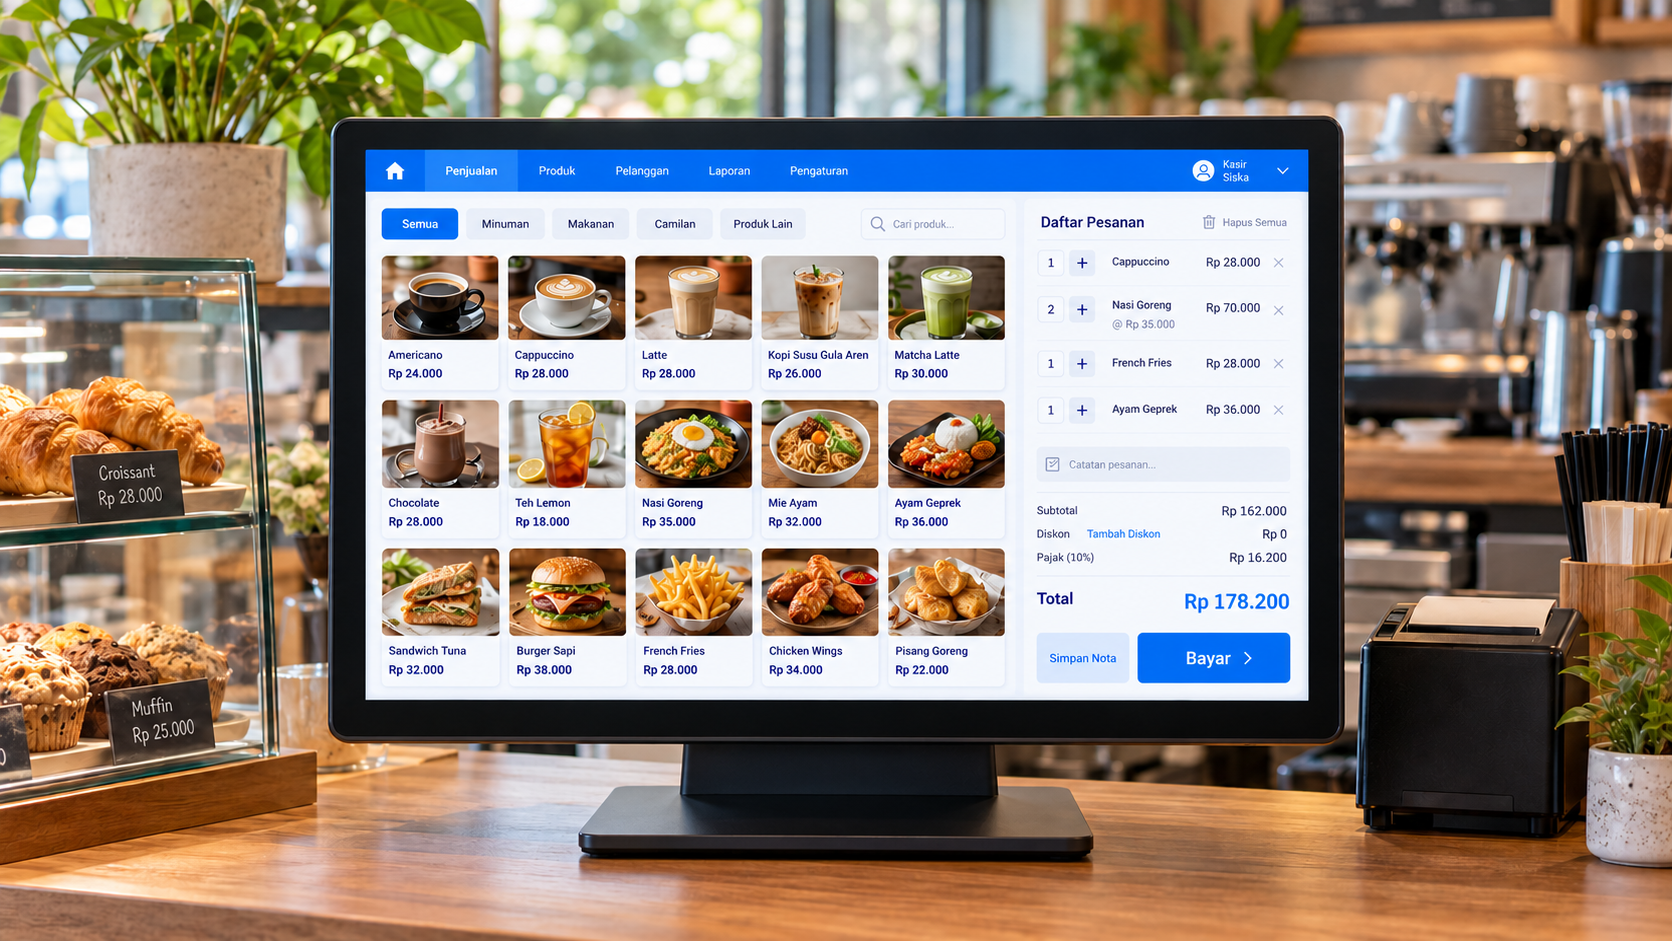 Penjualan
Produk
Pelanggan
Laporan
Pengaturan
Kasir
Siska
Semua
Minuman
Makanan
Camilan
Produk Lain
Cari produk...
Americano
Rp 24.000
Cappuccino
Rp 28.000
Latte
Rp 28.000
Kopi Susu Gula Aren
Rp 26.000
Matcha Latte
Rp 30.000
Chocolate
Rp 28.000
Teh Lemon
Rp 18.000
Nasi Goreng
Rp 35.000
Mie Ayam
Rp 32.000
Ayam Geprek
Rp 36.000
Sandwich Tuna
Rp 32.000
Burger Sapi
Rp 38.000
French Fries
Rp 28.000
Chicken Wings
Rp 34.000
Pisang Goreng
Rp 22.000
Daftar Pesanan
Hapus Semua
1 + Cappuccino Rp 28.000
2 + Nasi Goreng Rp 70.000
@ Rp 35.000
1 + French Fries Rp 28.000
1 + Ayam Geprek Rp 36.000
Catatan pesanan...
Subtotal Rp 162.000
Diskon Tambah Diskon Rp 0
Pajak (10%) Rp 16.200
Total Rp 178.200
Simpan Nota
Bayar
Croissant
Rp 28.000
Muffin
Rp 25.000